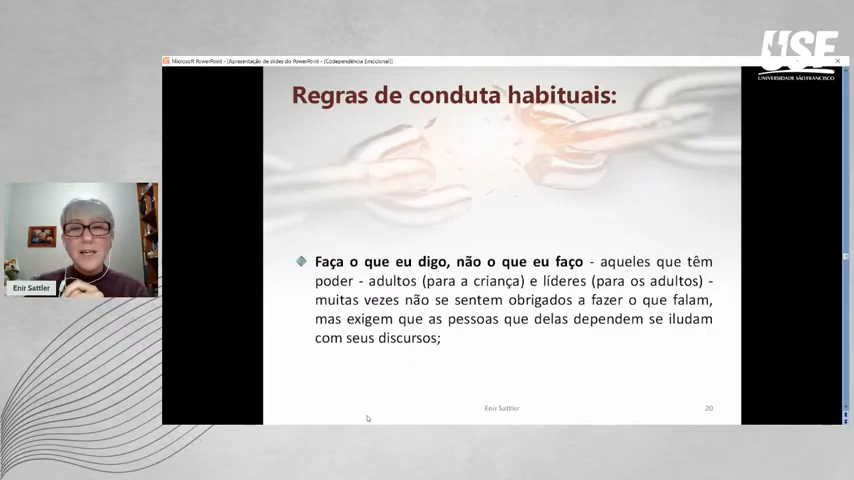 USF
UNIVERSIDADE SÃO FRANCISCO
Microsoft PowerPoint - [Apresentação de slides do PowerPoint - [Codependência Emocional]]
Regras de conduta habituais:
Faça o que eu digo, não o que eu faço - aqueles que têm
poder - adultos (para a criança) e líderes (para os adultos) -
muitas vezes não se sentem obrigados a fazer o que falam,
mas exigem que as pessoas que delas dependem se iludam
com seus discursos;
Enir Sattler
Enir Sattler
20